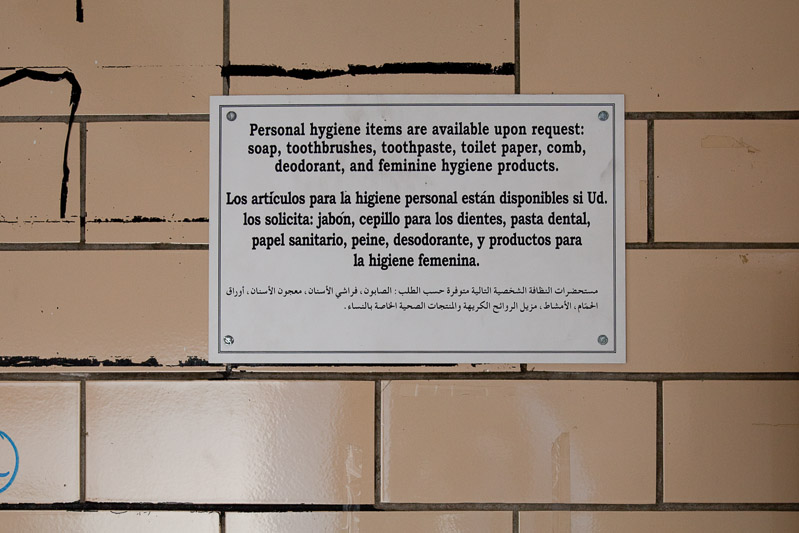 Personal hygiene items are available upon request:
soap, toothbrushes, toothpaste, toilet paper, comb,
deodorant, and feminine hygiene products.
Los artículos para la higiene personal están disponibles si Ud.
los solicita: jabón, cepillo para los dientes, pasta dental,
papel sanitario, peine, desodorante, y productos para
la higiene femenina.
مستحضرات النظافة الشخصية التالية متوفرة حسب الطلب : الصابون ، فراشي الأسنان ، معجون الأسنان ، أوراق
الحمّام ، الأمشاط ، مزيل الروائح الكريهة والمنتجات الصحية الخاصة بالنساء .